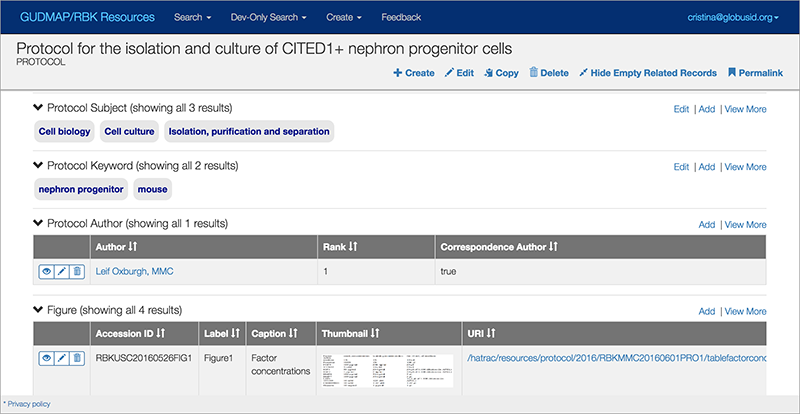 GUDMAP/RBK Resources Search Dev-Only Search Create Feedback cristina@globusid.org
Protocol for the isolation and culture of CITED1+ nephron progenitor cells
PROTOCOL
Create Edit Copy Delete Hide Empty Related Records Permalink
Protocol Subject (showing all 3 results) Edit | Add | View More
Cell biology Cell culture Isolation, purification and separation
Protocol Keyword (showing all 2 results) Edit | Add | View More
nephron progenitor mouse
Protocol Author (showing all 1 results) Add | View More
Author Rank Correspondence Author
Leif Oxburgh, MMC 1 true
Figure (showing all 4 results) Add | View More
Accession ID Label Caption Thumbnail URI
RBKUSC20160526FIG1 Figure1 Factor concentrations /hatrac/resources/protocol/2016/RBKMMC20160601PRO1/tablefactorconc
* Privacy policy